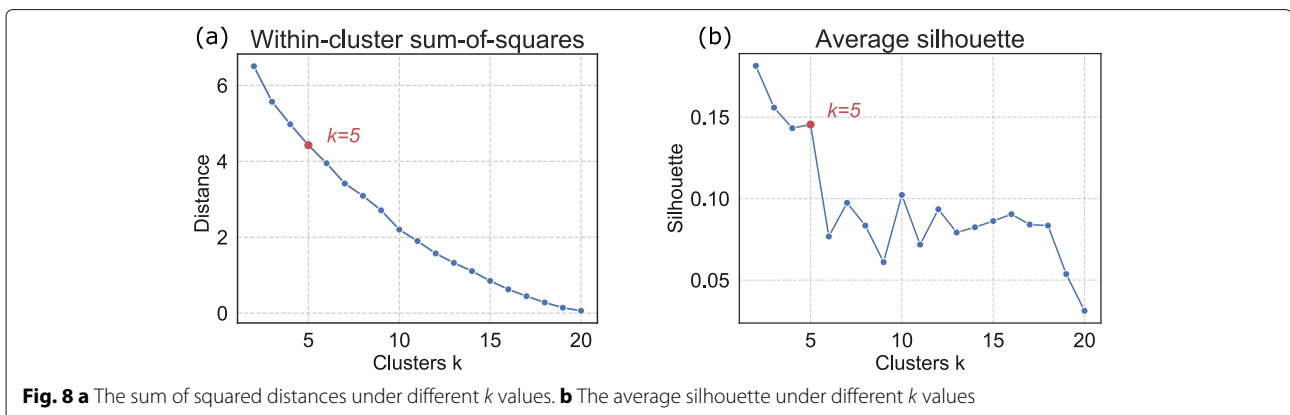 (a) Within-cluster sum-of-squares
6
4
2
0
Distance
k=5
5 10 15 20
Clusters k
(b) Average silhouette
0.15
0.10
0.05
Silhouette
k=5
5 10 15 20
Clusters k
Fig. 8 a The sum of squared distances under different k values. b The average silhouette under different k values